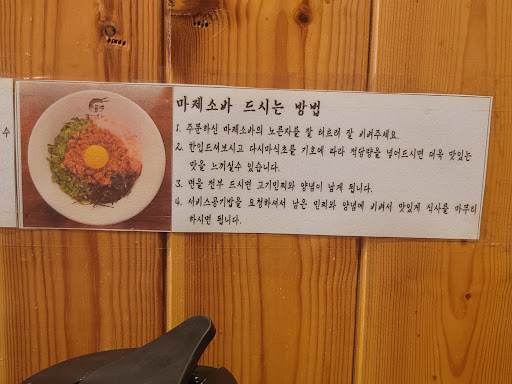 수
마제소바 드시는 방법
1. 주문하신 마제소바의 노른자를 잘 터트려 잘 비벼주세요.
2. 한입드셔보시고 다시마식초를 기호에 따라 적당량을 넣어드시면 더욱 맛있는
맛을 느끼실수 있습니다.
3. 면을 전부 드시면 고기민찌와 양념이 남게 됩니다.
4. 서비스공기밥을 요청하셔서 남은 민찌와 양념에 비벼서 맛있게 식사를 마무리
하시면 됩니다.